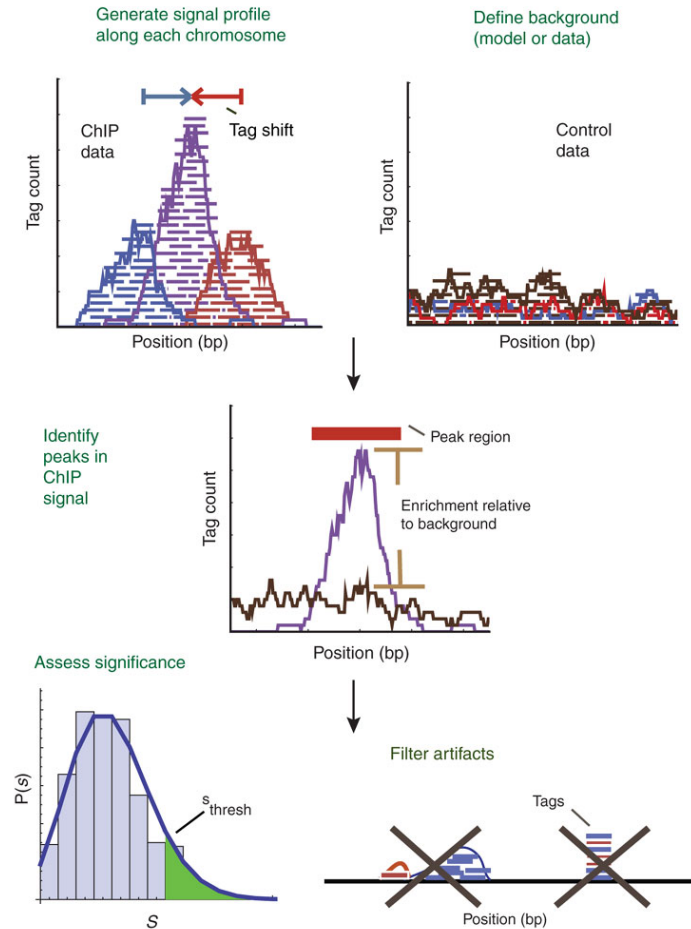 Generate signal profile
along each chromosome
Define background
(model or data)
ChIP
data
Tag shift
Tag count
Position (bp)
Control
data
Tag count
Position (bp)
Identify
peaks in
ChIP
signal
Peak region
Enrichment relative
to background
Tag count
Position (bp)
Assess significance
P(s)
s
thresh
S
Filter artifacts
Tags
Position (bp)